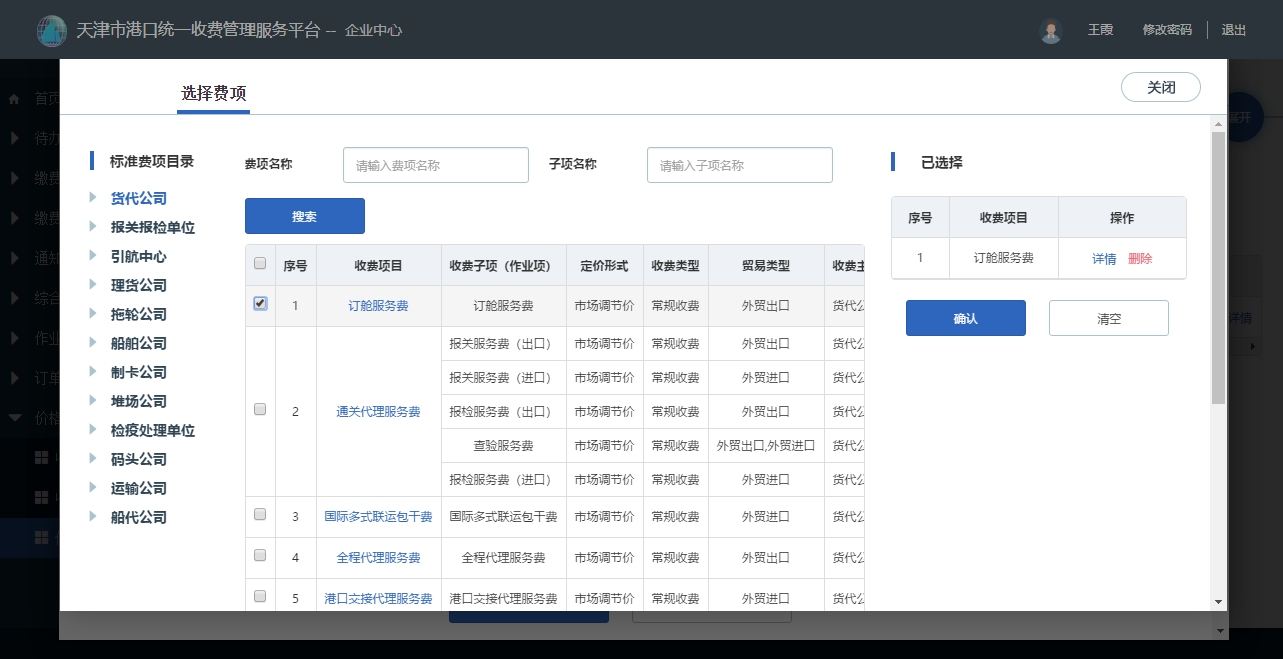 天津市港口统一收费管理服务平台 -- 企业中心
王霞 修改密码 退出
选择费项
关闭
首页
待办
缴费
缴费
通知
综合
作业
订单
价格
展开
详情
标准费项目录
货代公司
报关报检单位
引航中心
理货公司
拖轮公司
船舶公司
制卡公司
堆场公司
检疫处理单位
码头公司
运输公司
船代公司
费项名称 请输入费项名称 子项名称 请输入子项名称
搜索
序号 收费项目 收费子项（作业项） 定价形式 收费类型 贸易类型 收费主
1 订舱服务费 订舱服务费 市场调节价 常规收费 外贸出口 货代公
报关服务费（出口） 市场调节价 常规收费 外贸出口 货代公
报关服务费（进口） 市场调节价 常规收费 外贸进口 货代公
2 通关代理服务费 报检服务费（出口） 市场调节价 常规收费 外贸出口 货代公
查验服务费 市场调节价 常规收费 外贸出口,外贸进口 货代公
报检服务费（进口） 市场调节价 常规收费 外贸进口 货代公
3 国际多式联运包干费 国际多式联运包干费 市场调节价 常规收费 外贸进口 货代公
4 全程代理服务费 全程代理服务费 市场调节价 常规收费 外贸出口 货代公
5 港口交接代理服务费 港口交接代理服务费 市场调节价 常规收费 外贸进口 货代公
已选择
序号 收费项目 操作
1 订舱服务费 详情 删除
确认 清空